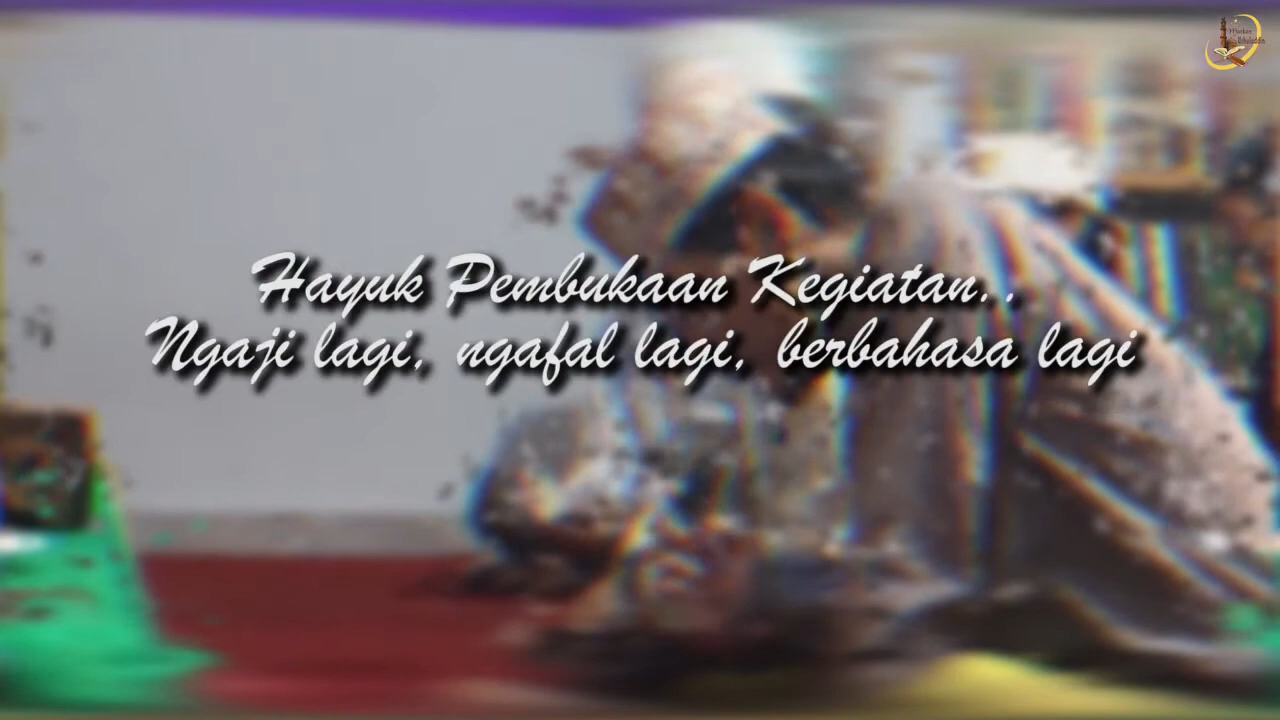 Hayuk Pembukaan Kegiatan..
Ngaji lagi, ngafal lagi, berbahasa lagi